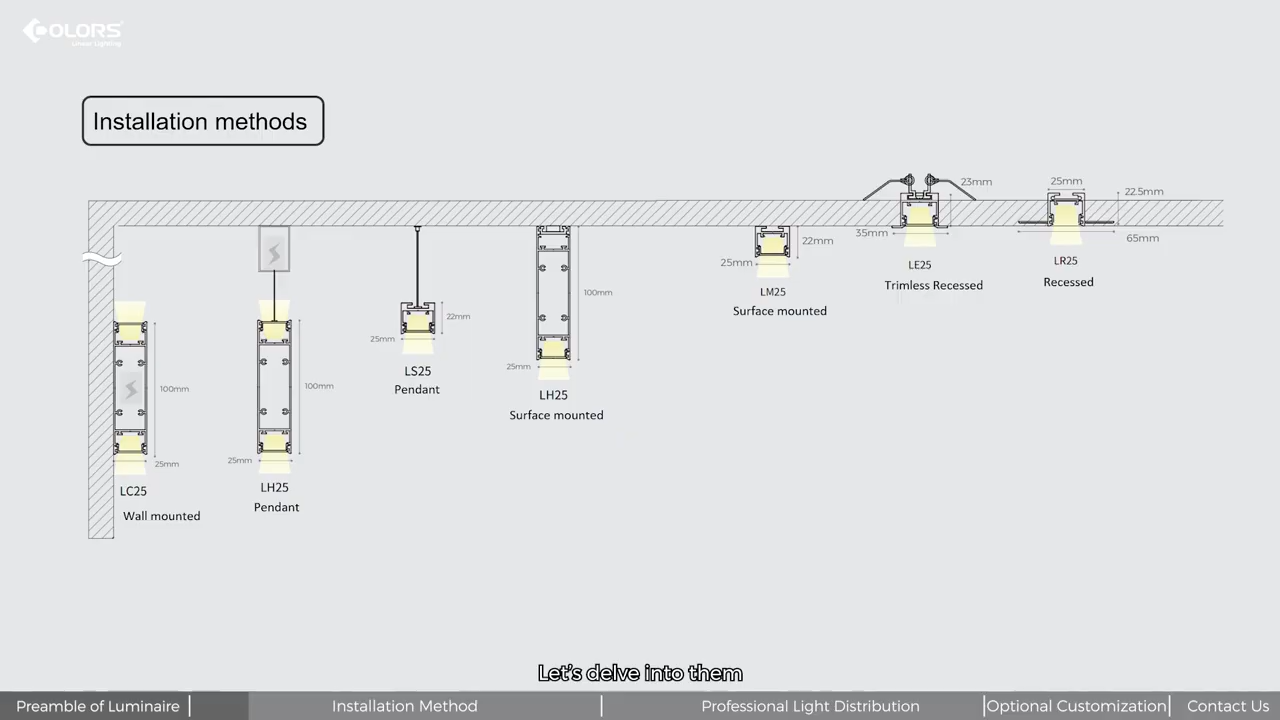 COLORS
Linear Lighting
Installation methods
23mm
25mm
22.5mm
35mm
65mm
22mm
25mm
LE25
Trimless Recessed
LR25
Recessed
LM25
Surface mounted
100mm
25mm
LH25
Surface mounted
22mm
25mm
LS25
Pendant
100mm
25mm
LH25
Pendant
100mm
25mm
LC25
Wall mounted
Let's delve into them
Preamble of Luminaire | Installation Method | Professional Light Distribution |Optional Customization| Contact Us